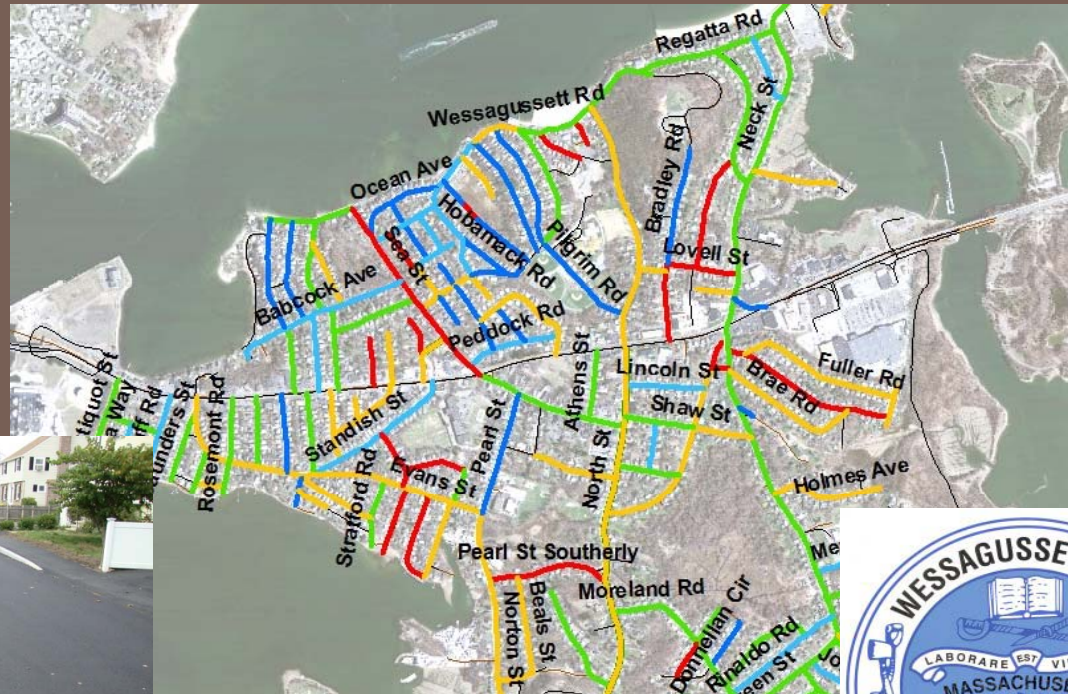 Regatta Rd
Wessagussett Rd
Neck St
Bradley Rd
Ocean Ave
Hobamack Rd
Sea St
Pilgrim Rd
Lovell St
Babcock Ave
Peddock Rd
Athens St
Lincoln St
Fuller Rd
Brae Rd
Shaw St
Standish St
Rosemont Rd
Pearl St
North St
Evans St
Stratford Rd
Holmes Ave
Pearl St Southerly
Moreland Rd
Beals St
Norton St
Donnellan Cir
Rinaldo Rd
WESSAGUSSE
LABORARE EST VI
MASSACHUSA